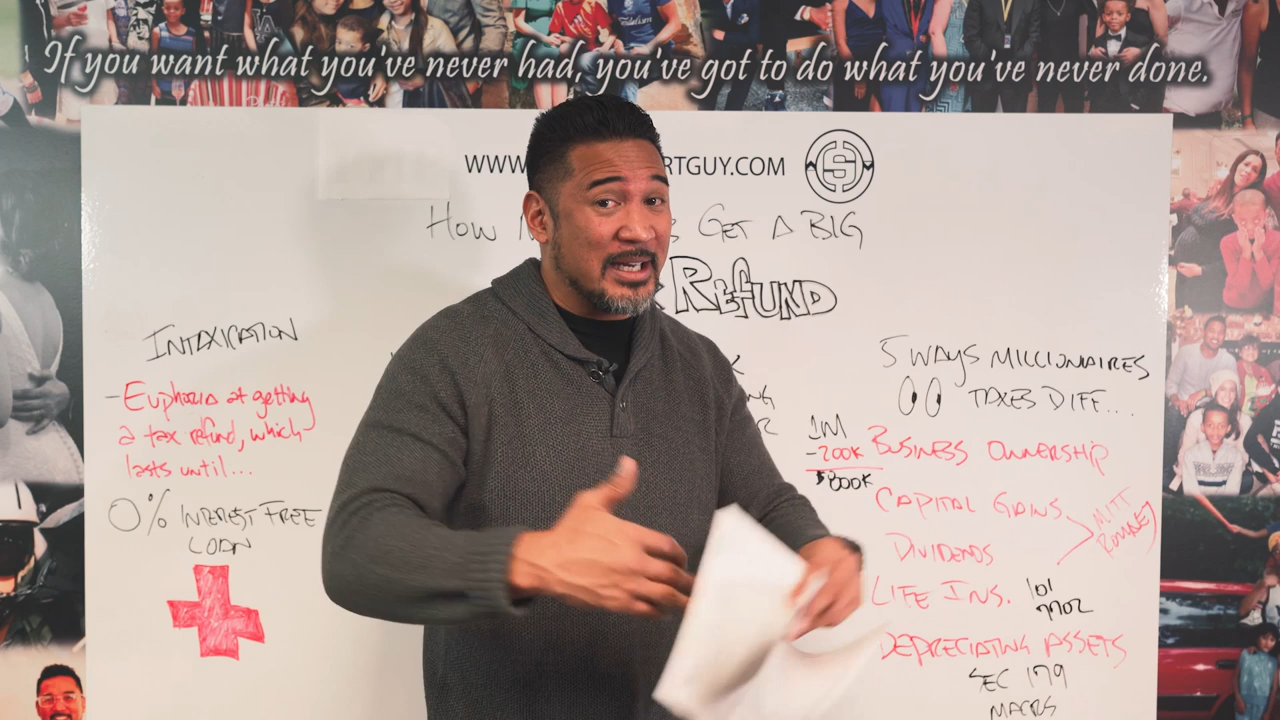 If you want what you've never had, you've got to do what you've never done.
WWW. RTGUY.COM
How Get A BIG
REFUND
INTAXICATION
- Euphoria at getting
a tax refund, which
lasts until...
0% INTEREST FREE
LOAN
5 WAYS MILLIONAIRES
DO TAXES DIFF...
1M
-200K
$800K
BUSINESS OWNERSHIP
CAPITAL GAINS
DIVIDENDS
MITT
ROMNEY
LIFE INS. 101
7702
DEPRECIATING ASSETS
SEC 179
MACRS